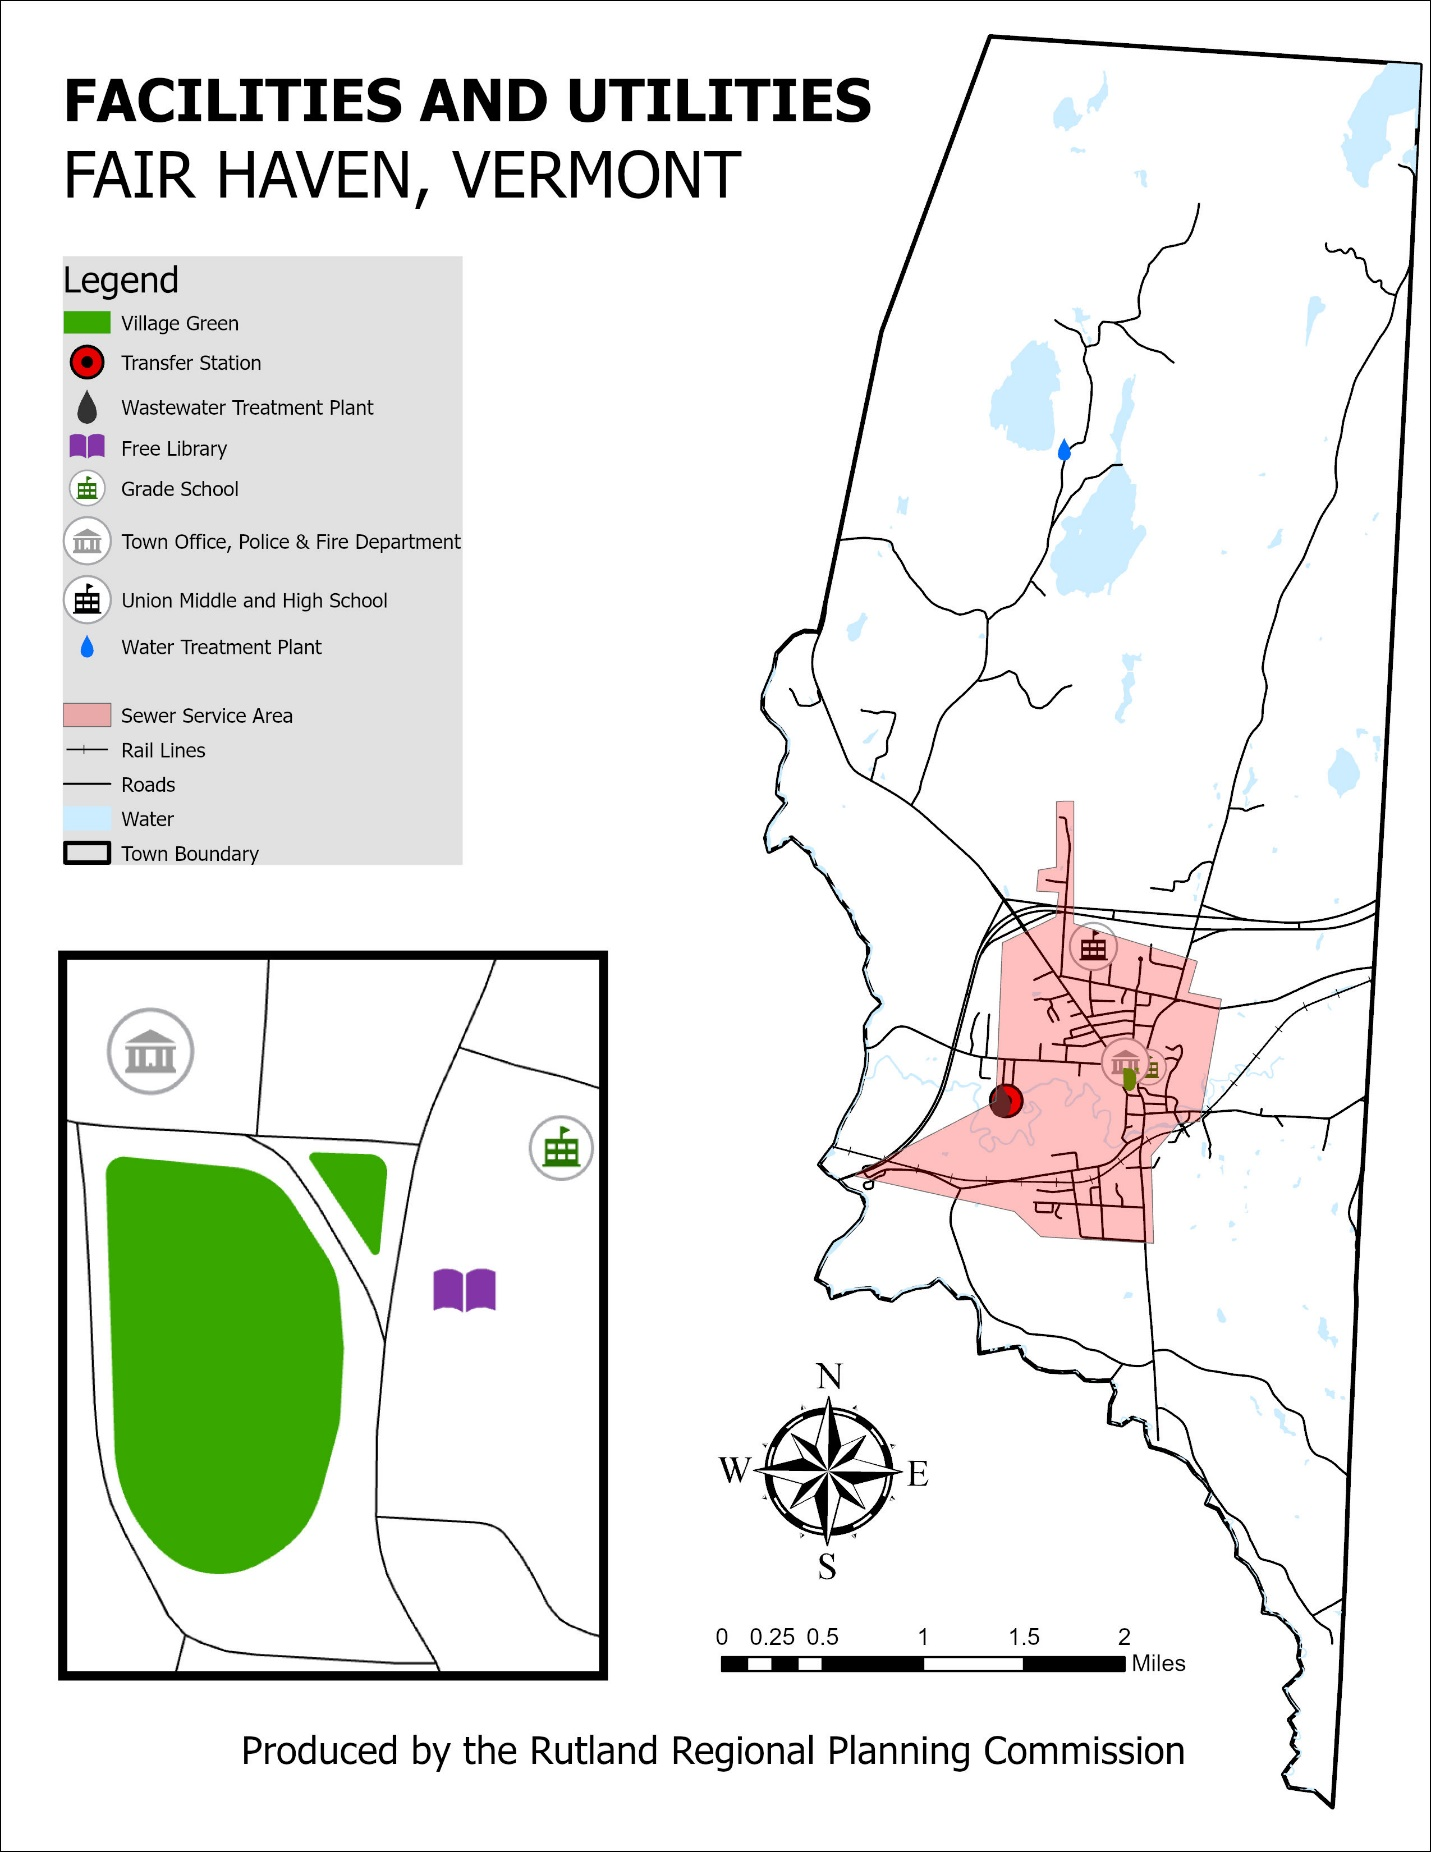 FACILITIES AND UTILITIES
FAIR HAVEN, VERMONT
Legend
Village Green
Transfer Station
Wastewater Treatment Plant
Free Library
Grade School
Town Office, Police & Fire Department
Union Middle and High School
Water Treatment Plant
Sewer Service Area
Rail Lines
Roads
Water
Town Boundary
N
W E
S
0 0.25 0.5 1 1.5 2
Miles
Produced by the Rutland Regional Planning Commission